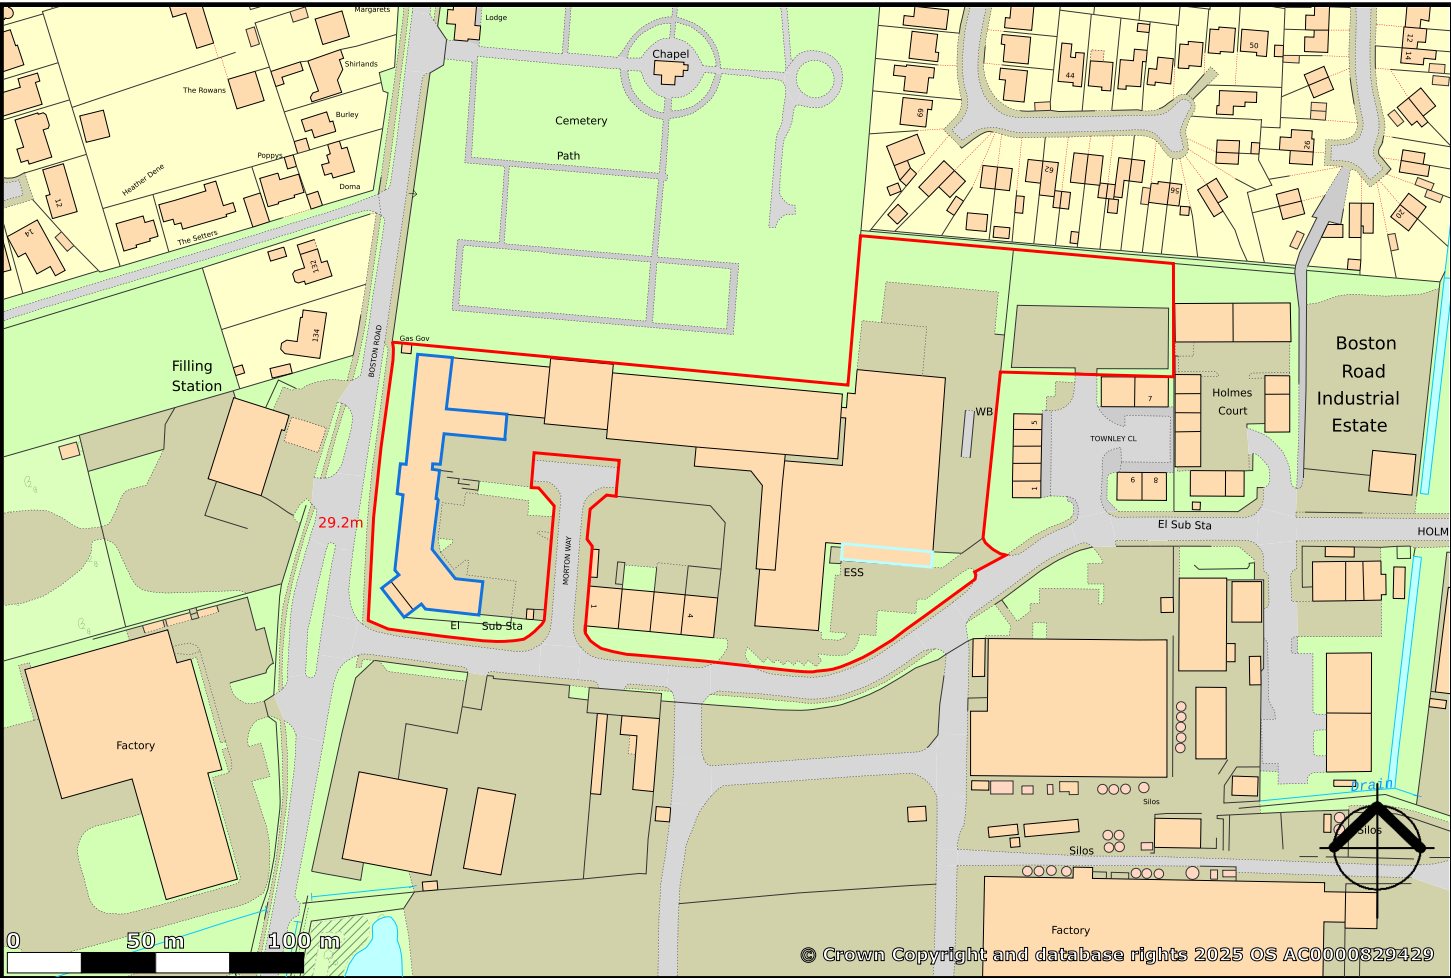 Margarets
Lodge
Shirlands
Chapel
The Rowans
Burley
Cemetery
Poppys
Path
Heather Dene
Doma
The Setters
12
14
132
134
69
44
50
12
14
26
62
56
20
BOSTON ROAD
Gas Gov
Filling
Station
Boston
Road
Industrial
Estate
Holmes
Court
WB
7
5
1
TOWNLEY CL
9
8
29.2m
El Sub Sta
HOLM
MORTON WAY
ESS
1
4
El Sub Sta
Factory
drain
Silos
Silos
Silos
Factory
0
50 m
100 m
© Crown Copyright and database rights 2025 OS AC0000829429